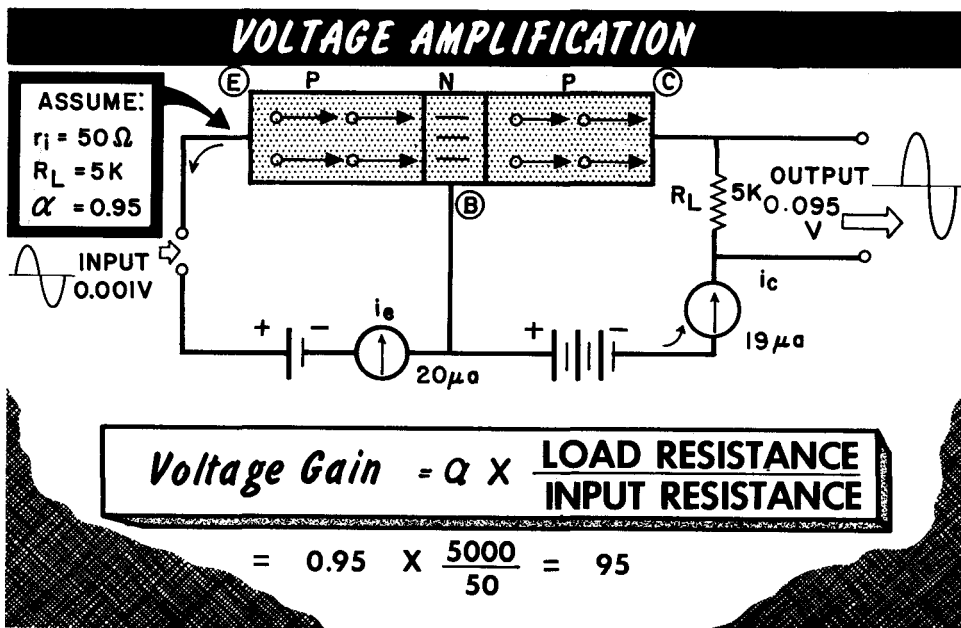 VOLTAGE AMPLIFICATION
E P N P C
ASSUME:
ri = 50Ω
RL = 5K
α = 0.95
B
RL 5K
OUTPUT
0.095
V
INPUT
0.001V
+ - ie
20μa
+ -
ic
19μa
Voltage Gain = α X LOAD RESISTANCE
INPUT RESISTANCE
= 0.95 X 5000 = 95
50